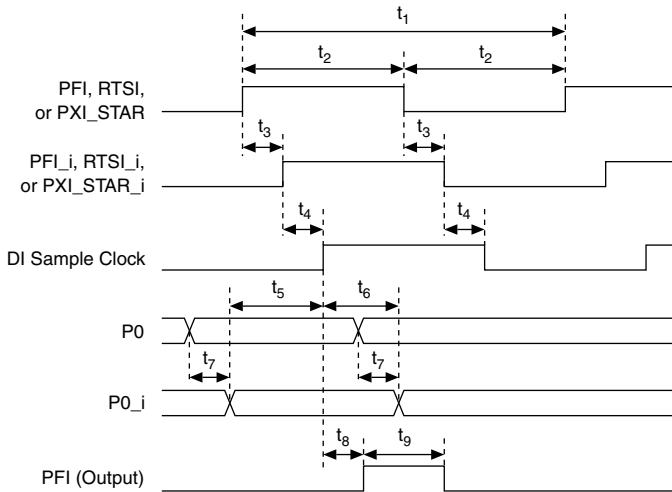 t1
t2 t2
PFI, RTSI,
or PXI_STAR
t3 t3
PFI_i, RTSI_i,
or PXI_STAR_i
t4 t4
DI Sample Clock
t5 t6
P0
t7 t7
P0_i
t8 t9
PFI (Output)